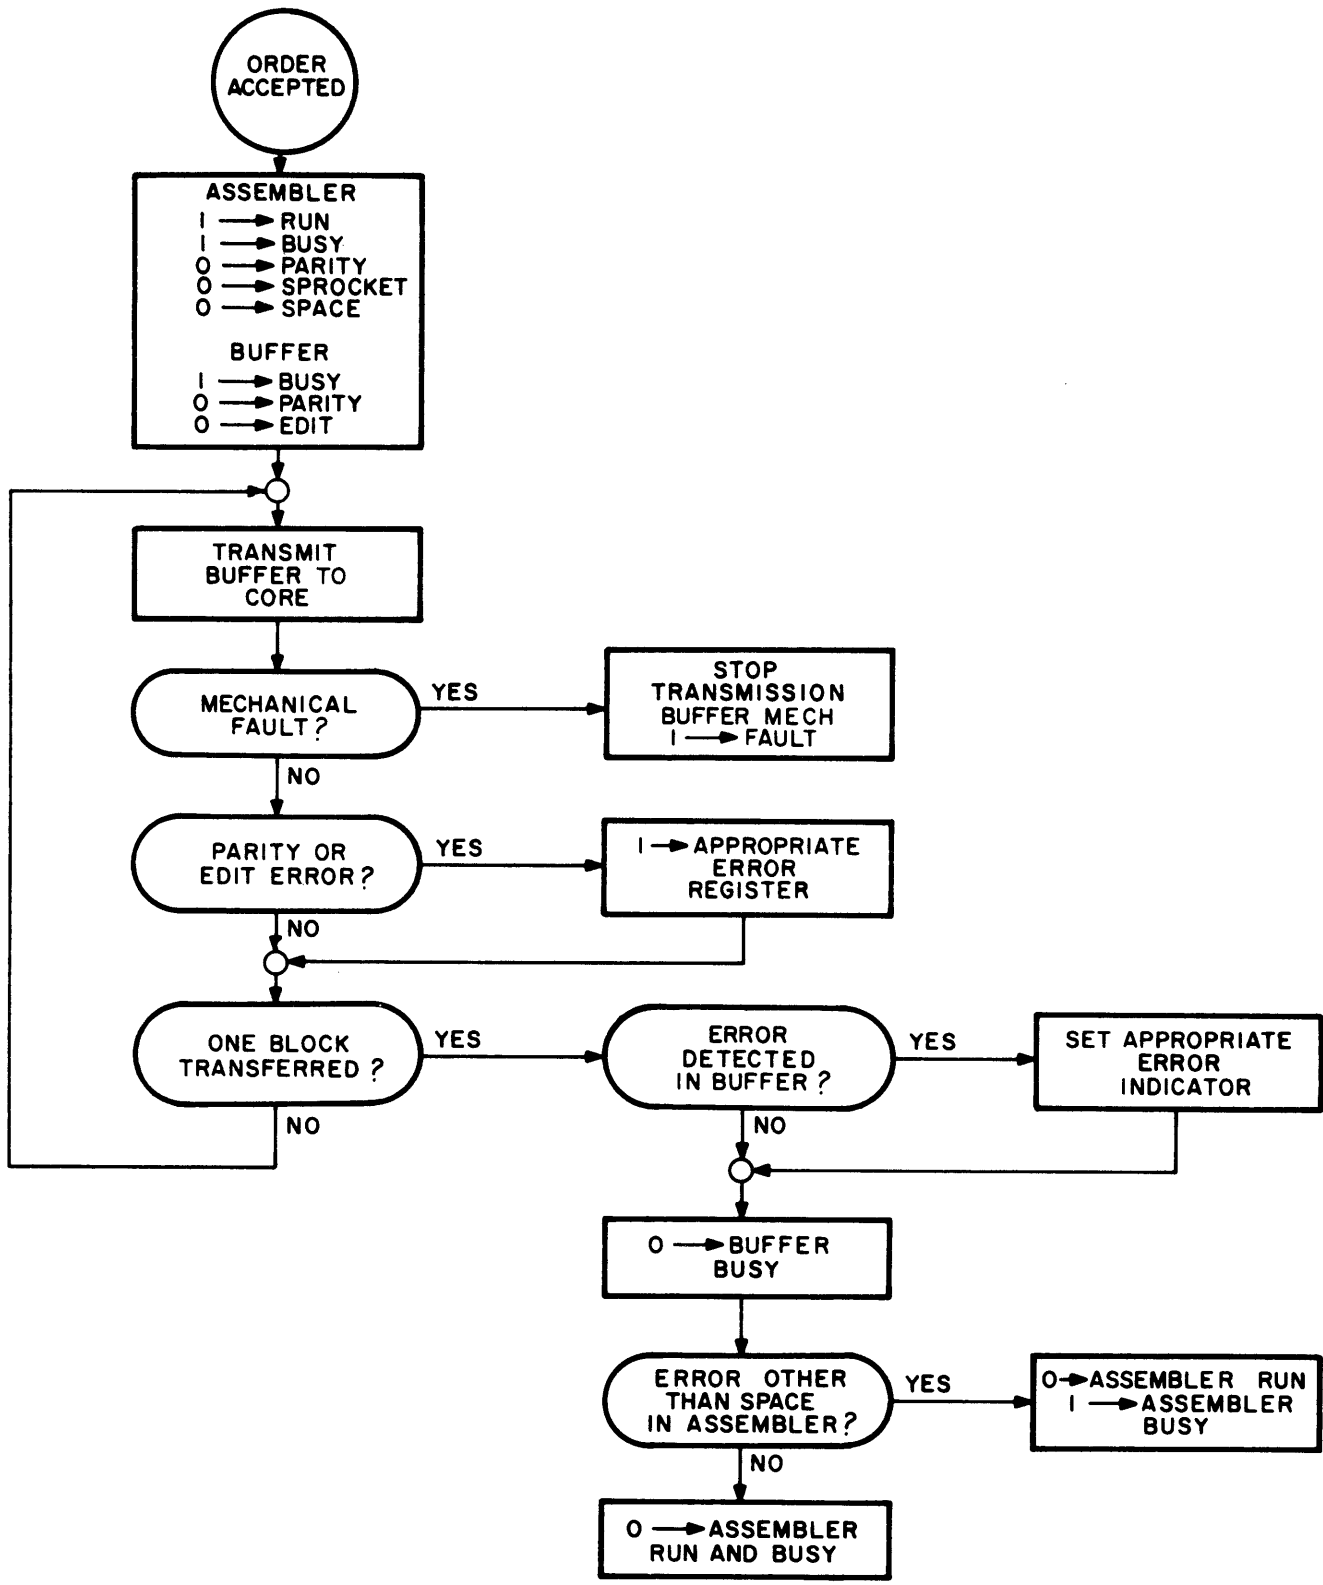 ORDER
ACCEPTED
ASSEMBLER
1 → RUN
1 → BUSY
0 → PARITY
0 → SPROCKET
0 → SPACE
BUFFER
1 → BUSY
0 → PARITY
0 → EDIT
TRANSMIT
BUFFER TO
CORE
MECHANICAL
FAULT?
YES
STOP
TRANSMISSION
BUFFER MECH
1 → FAULT
NO
PARITY OR
EDIT ERROR?
YES
1 → APPROPRIATE
ERROR
REGISTER
NO
ONE BLOCK
TRANSFERRED?
YES
ERROR
DETECTED
IN BUFFER?
YES
SET APPROPRIATE
ERROR
INDICATOR
NO
NO
0 → BUFFER
BUSY
ERROR OTHER
THAN SPACE
IN ASSEMBLER?
YES
0 → ASSEMBLER RUN
1 → ASSEMBLER
BUSY
NO
0 → ASSEMBLER
RUN AND BUSY